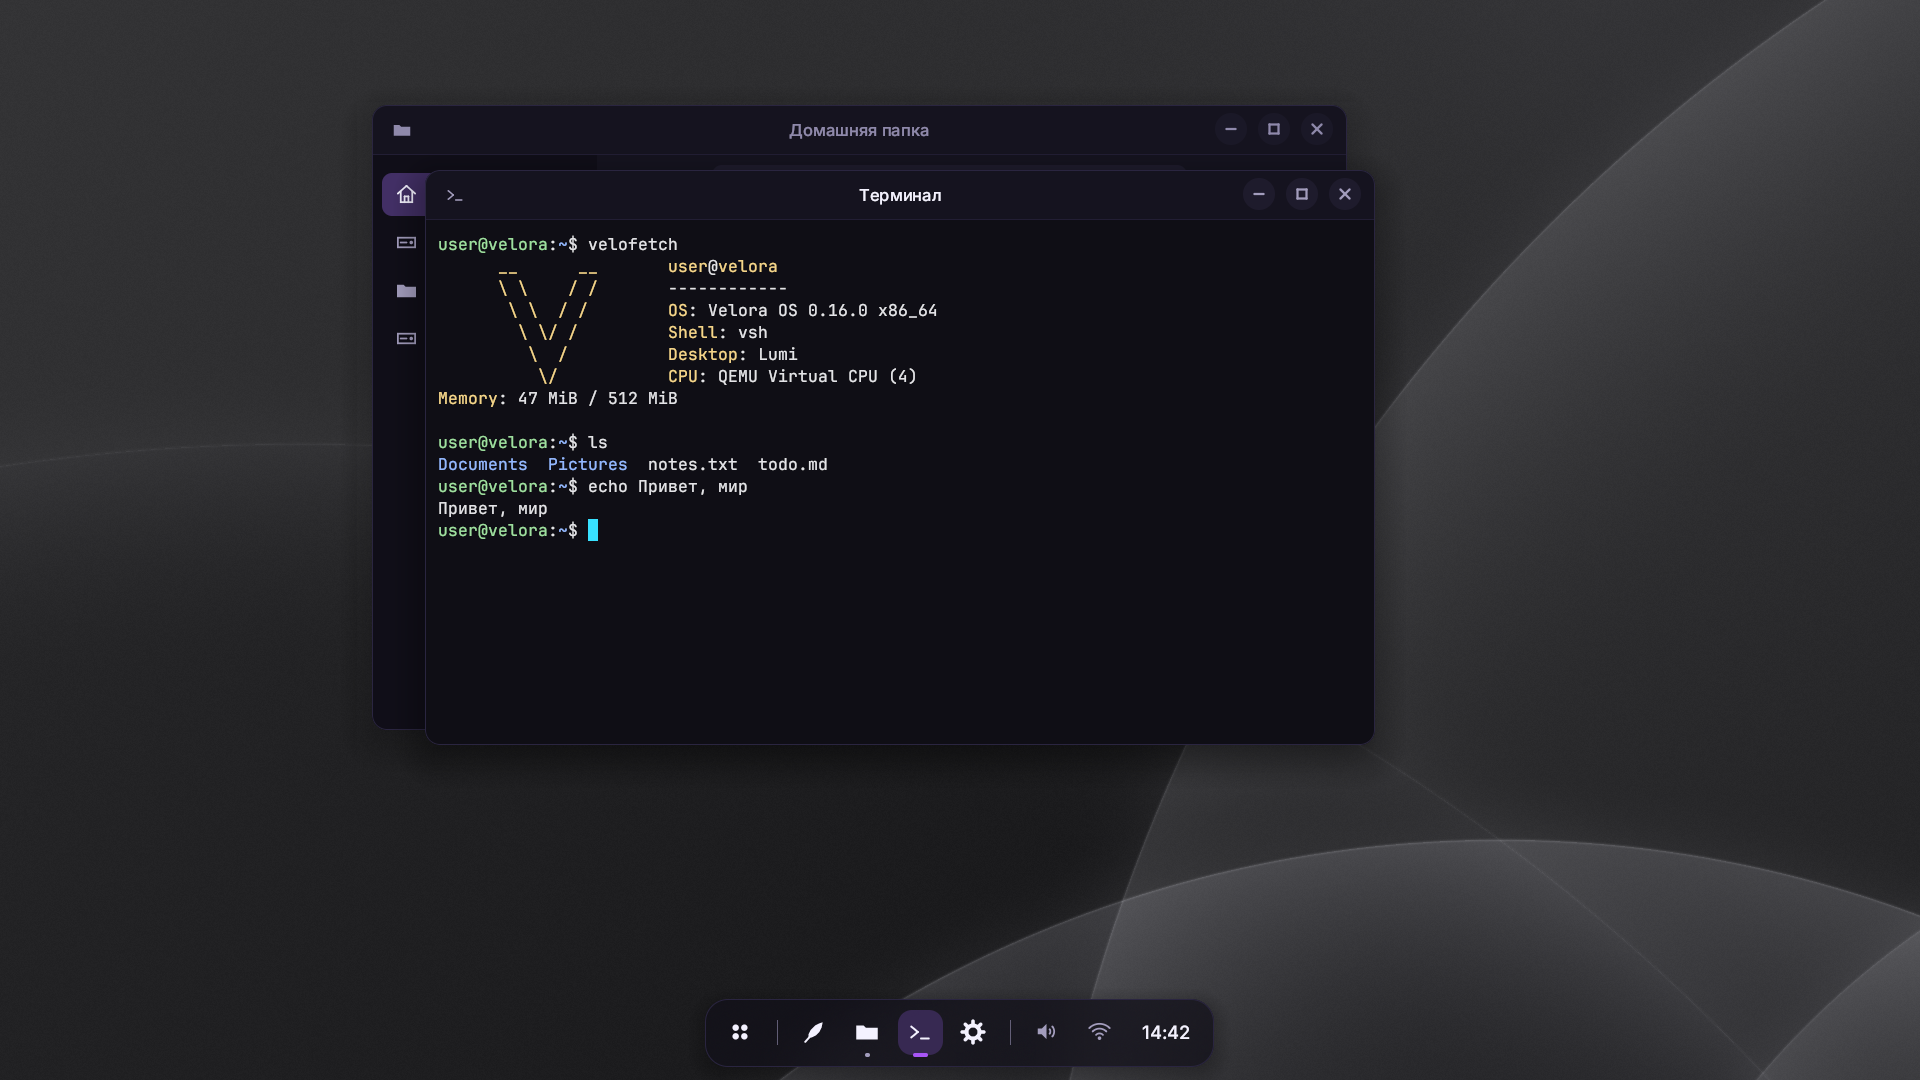 Домашняя папка
Терминал
user@velora:~$ velofetch
 __      __       user@velora
 \ \    / /       ------------
  \ \  / /        OS: Velora OS 0.16.0 x86_64
   \ \/ /         Shell: vsh
    \  /          Desktop: Lumi
     \/           CPU: QEMU Virtual CPU (4)
Memory: 47 MiB / 512 MiB
user@velora:~$ ls
Documents  Pictures  notes.txt  todo.md
user@velora:~$ echo Привет, мир
Привет, мир
user@velora:~$
14:42